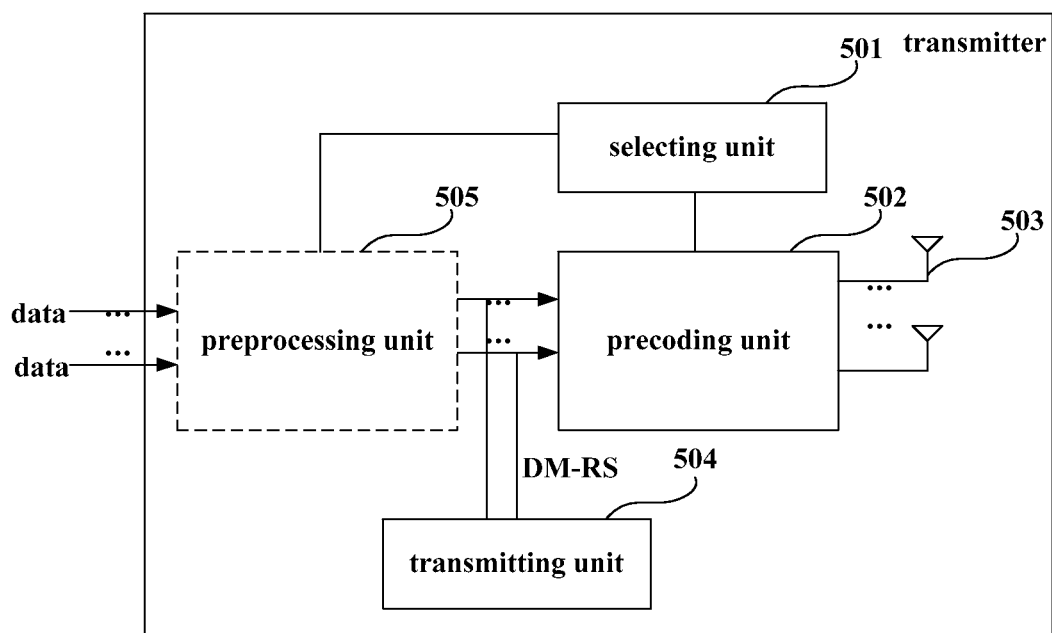 transmitter
501
selecting unit
505
502
503
data ...
... ...
data ...
preprocessing unit
...
precoding unit
...
DM-RS
504
transmitting unit